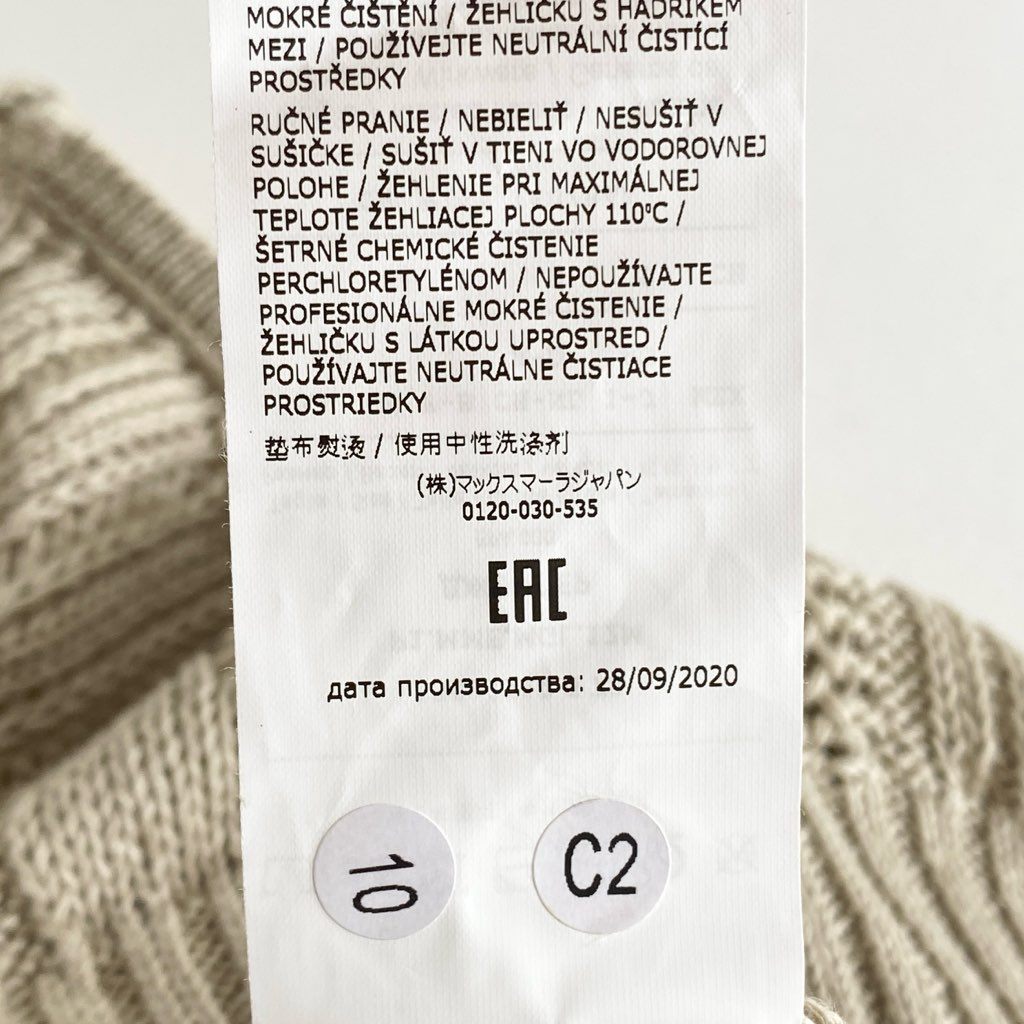 MOKRÉ ČIŠTĚNÍ / ŽEHLIČKU S HADŘÍKEM
MEZI / POUŽÍVEJTE NEUTRÁLNÍ ČISTÍCÍ
PROSTŘEDKY
RUČNÉ PRANIE / NEBIELIŤ / NESUŠIŤ V
SUŠIČKE / SUŠIŤ V TIENI VO VODOROVNEJ
POLOHE / ŽEHLENIE PRI MAXIMÁLNEJ
TEPLOTE ŽEHLIACEJ PLOCHY 110°C /
ŠETRNÉ CHEMICKÉ ČISTENIE
PERCHLORETYLÉNOM / NEPOUŽÍVAJTE
PROFESIONÁLNE MOKRÉ ČISTENIE /
ŽEHLIČKU S LÁTKOU UPROSTRED /
POUŽÍVAJTE NEUTRÁLNE ČISTIACE
PROSTRIEDKY
垫布熨烫 / 使用中性洗涤剂
(株)マックスマーラジャパン
0120-030-535
EAC
дата производства: 28/09/2020
10
C2